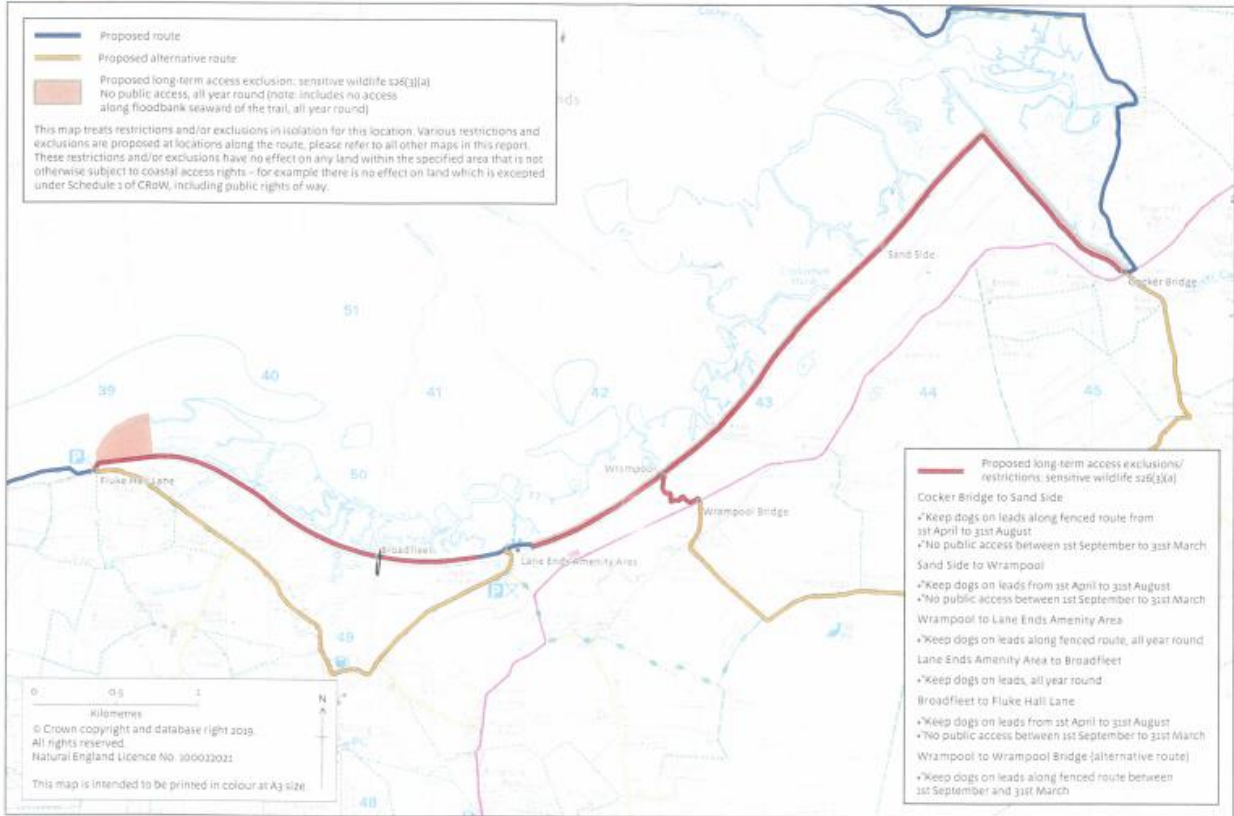 Proposed route
Proposed alternative route
Proposed long-term access exclusion: sensitive wildlife s26(3)(a)
No public access, all year round (note: includes no access
along floodbank seaward of the trail, all year round)
This map treats restrictions and/or exclusions in isolation for this location. Various restrictions and
exclusions are proposed at locations along the route, please refer to all other maps in this report.
These restrictions and/or exclusions have no effect on any land within the specified area that is not
otherwise subject to coastal access rights – for example there is no effect on land which is excepted
under Schedule 1 of CRoW, including public rights of way.
Sand Side
Cocker Bridge
51
39
40
41
42
43
44
45
P
50
Fluke Hall Lane
Wrampool
Wrampool Bridge
Broadfleet
Lane Ends Amenity Area
P
49
48
0 0.5 1
Kilometres
N
© Crown copyright and database right 2019.
All rights reserved.
Natural England Licence No. 100022021
This map is intended to be printed in colour at A3 size
Proposed long-term access exclusions/
restrictions: sensitive wildlife s26(3)(a)
Cocker Bridge to Sand Side
•*Keep dogs on leads along fenced route from
1st April to 31st August
•*No public access between 1st September to 31st March
Sand Side to Wrampool
•*Keep dogs on leads from 1st April to 31st August
•*No public access between 1st September to 31st March
Wrampool to Lane Ends Amenity Area
•*Keep dogs on leads along fenced route, all year round
Lane Ends Amenity Area to Broadfleet
•*Keep dogs on leads, all year round
Broadfleet to Fluke Hall Lane
•*Keep dogs on leads from 1st April to 31st August
•*No public access between 1st September to 31st March
Wrampool to Wrampool Bridge (alternative route)
•*Keep dogs on leads along fenced route between
1st September and 31st March